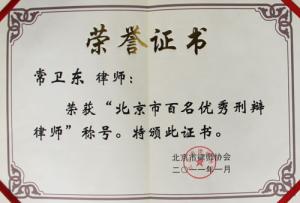 荣誉证书
常卫东 律师：
荣获“北京市百名优秀刑辩
律师”称号。特颁此证书。
北京市律师协会
二〇一一年一月